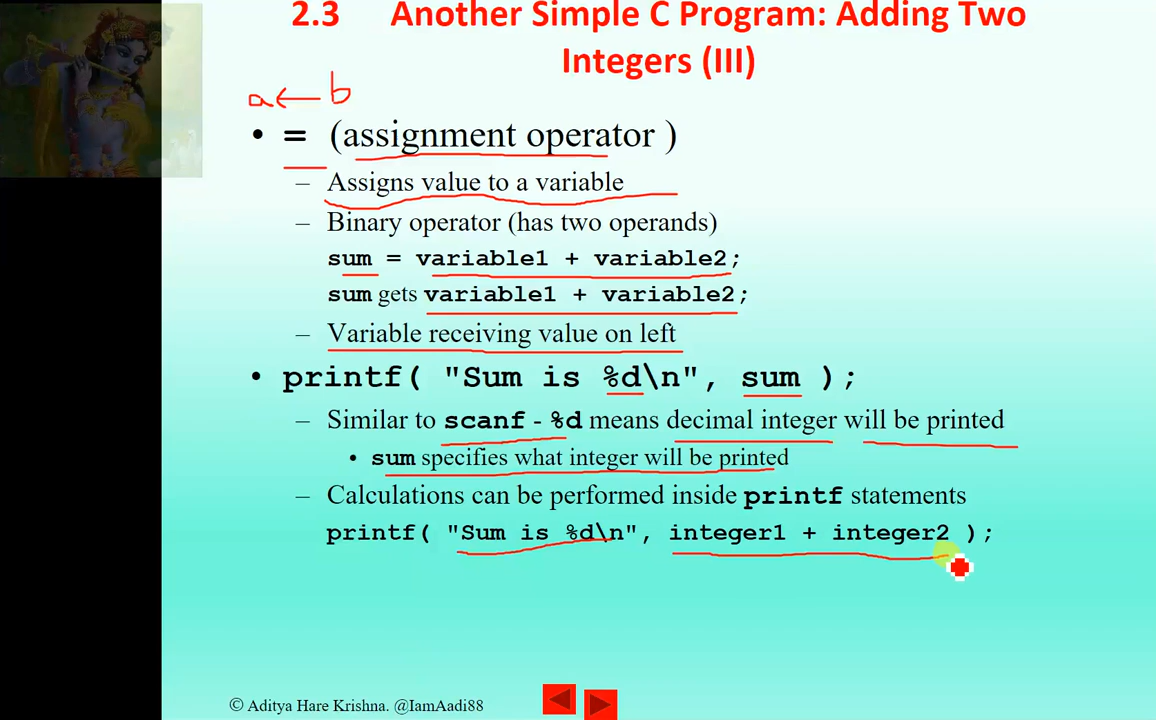 2.3 Another Simple C Program: Adding Two
Integers (III)
a ← b
• = (assignment operator )
– Assigns value to a variable
– Binary operator (has two operands)
sum = variable1 + variable2;
sum gets variable1 + variable2;
– Variable receiving value on left
• printf( "Sum is %d\n", sum );
– Similar to scanf - %d means decimal integer will be printed
• sum specifies what integer will be printed
– Calculations can be performed inside printf statements
printf( "Sum is %d\n", integer1 + integer2 );
© Aditya Hare Krishna. @IamAadi88